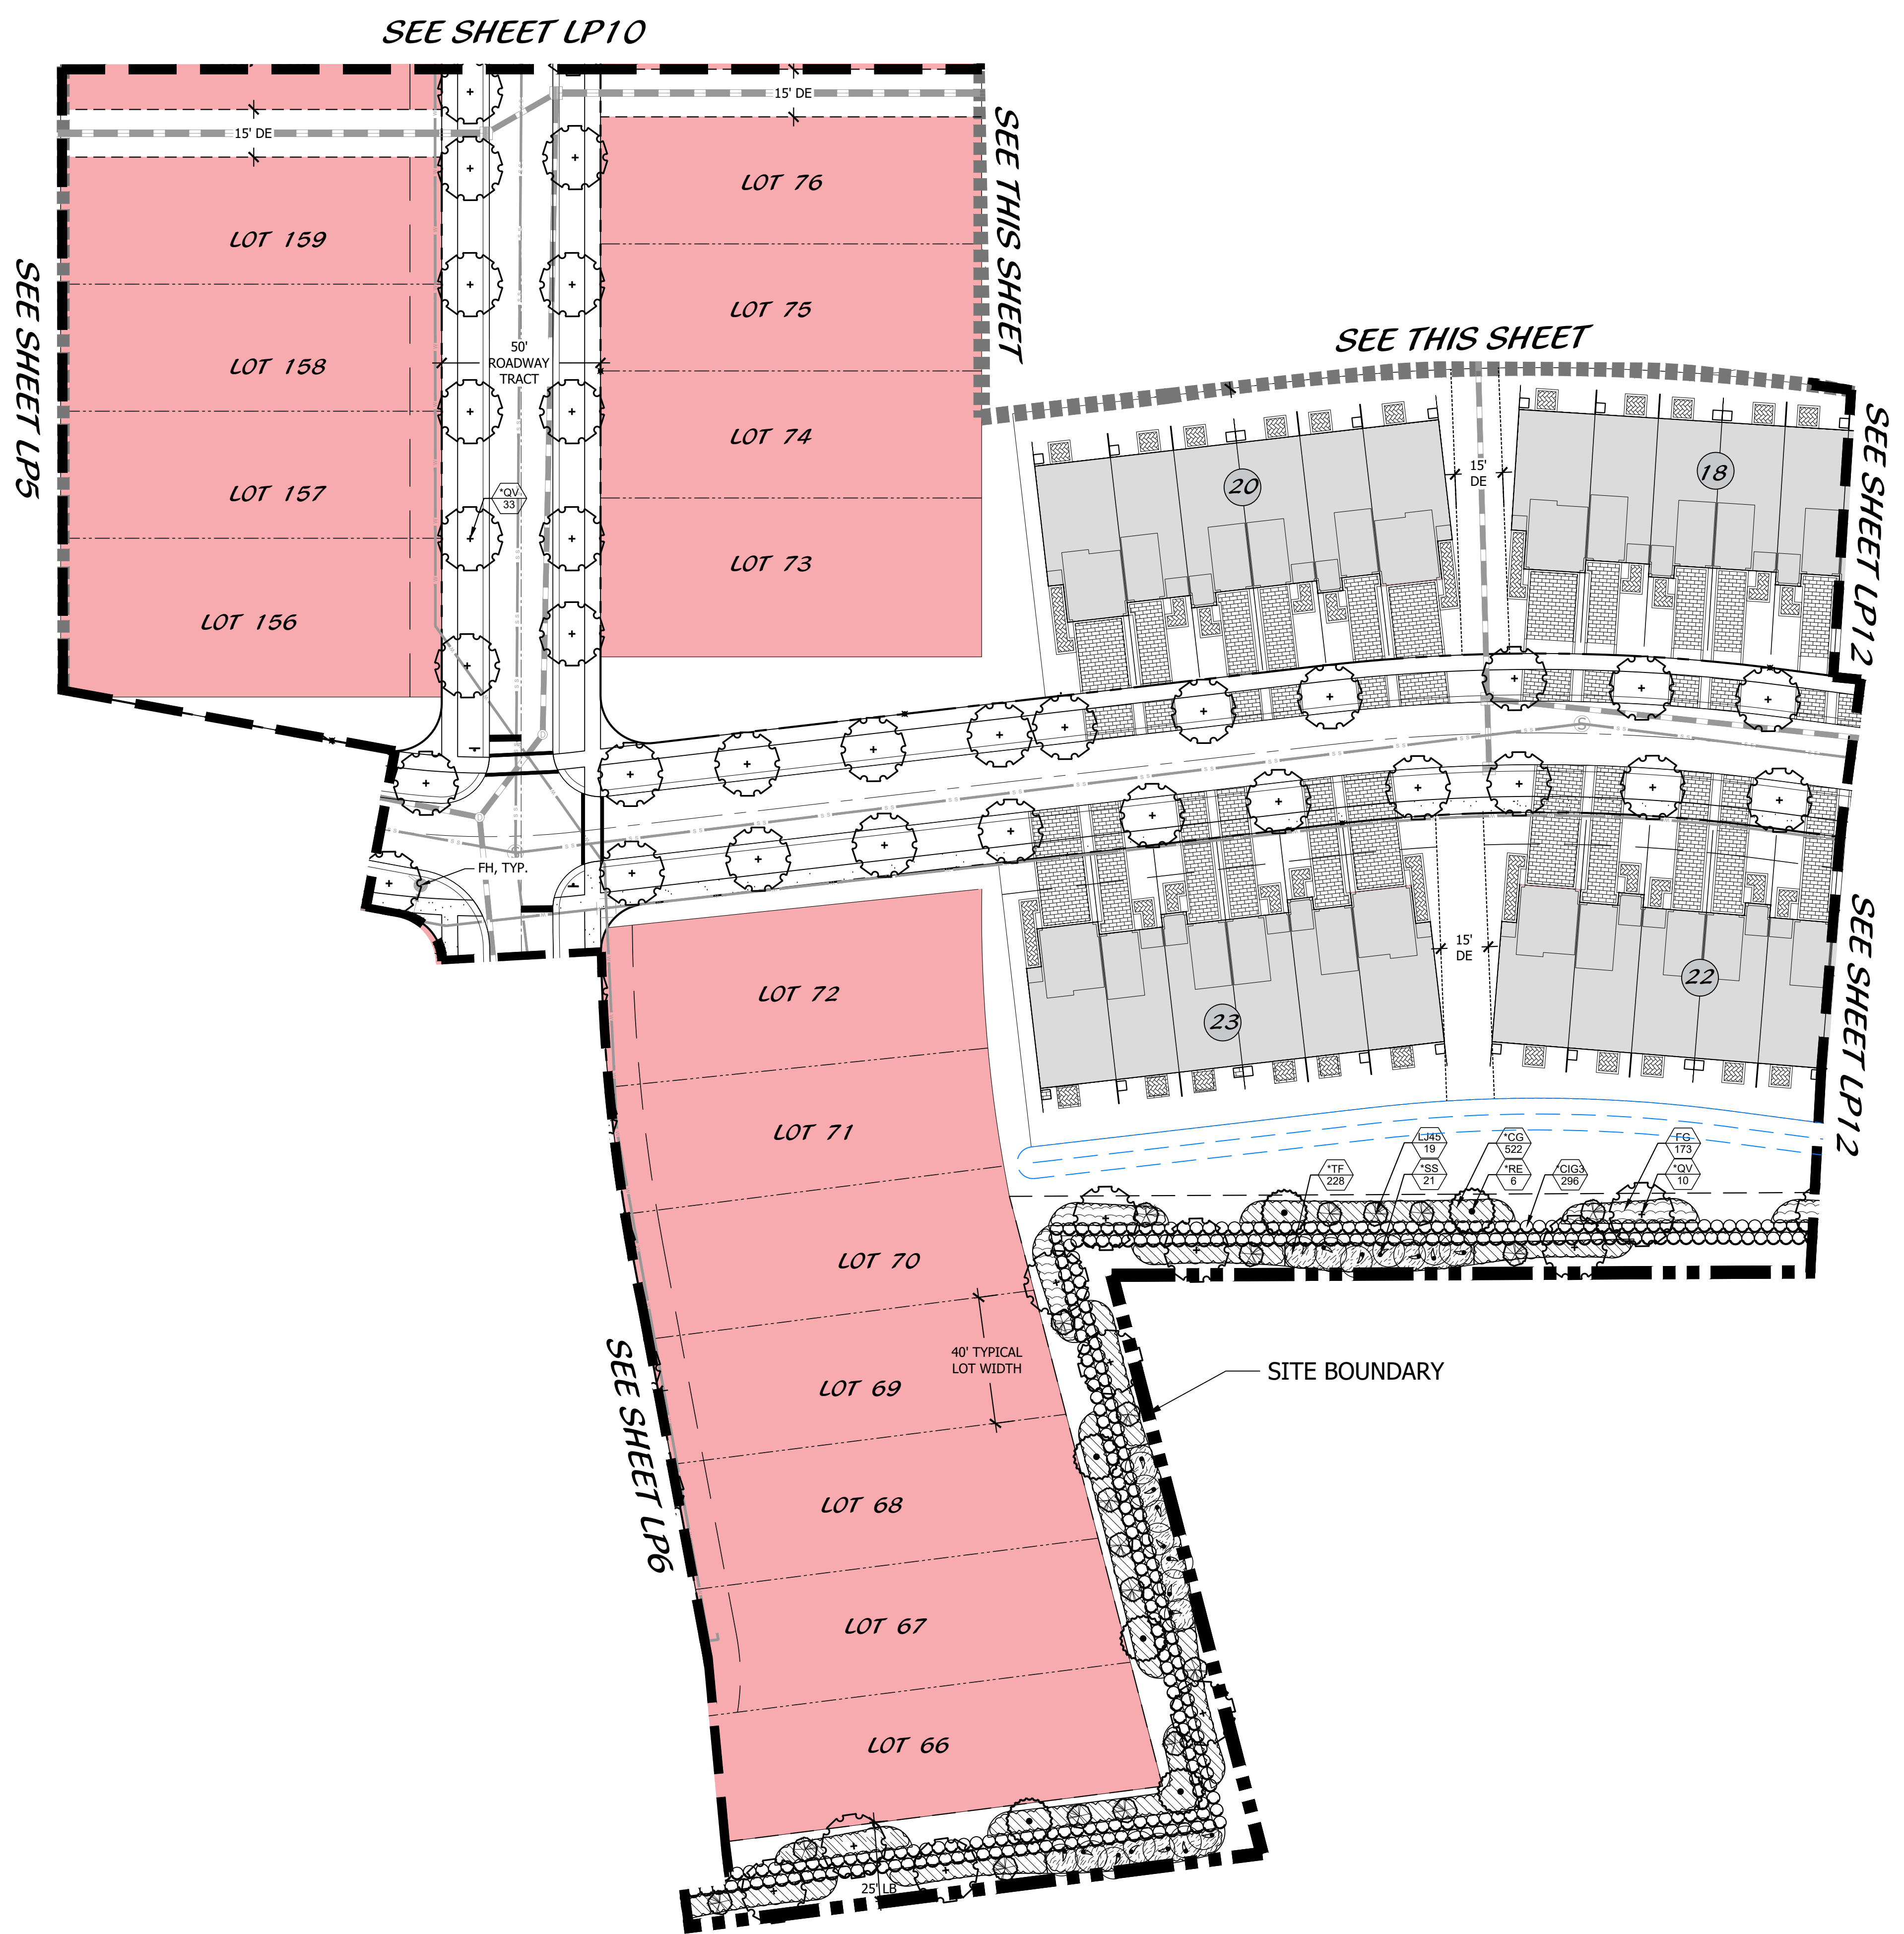 SEE SHEET LP10
15' DE
15' DE
SEE THIS SHEET
LOT 76
LOT 159
LOT 75
SEE SHEET LP5
SEE THIS SHEET
50'
ROADWAY
TRACT
LOT 158
LOT 74
SEE SHEET LP12
20
15'
DE
18
LOT 157
*QV
33
LOT 73
LOT 156
FH, TYP.
SEE SHEET LP12
15'
DE
22
23
LOT 72
LOT 71
LJ45
19
*CG
522
FG
173
*TF
228
*SS
21
*RE
6
*CIG3
296
*QV
10
LOT 70
40' TYPICAL
LOT WIDTH
SITE BOUNDARY
LOT 69
SEE SHEET LP6
LOT 68
LOT 67
LOT 66
25' LB